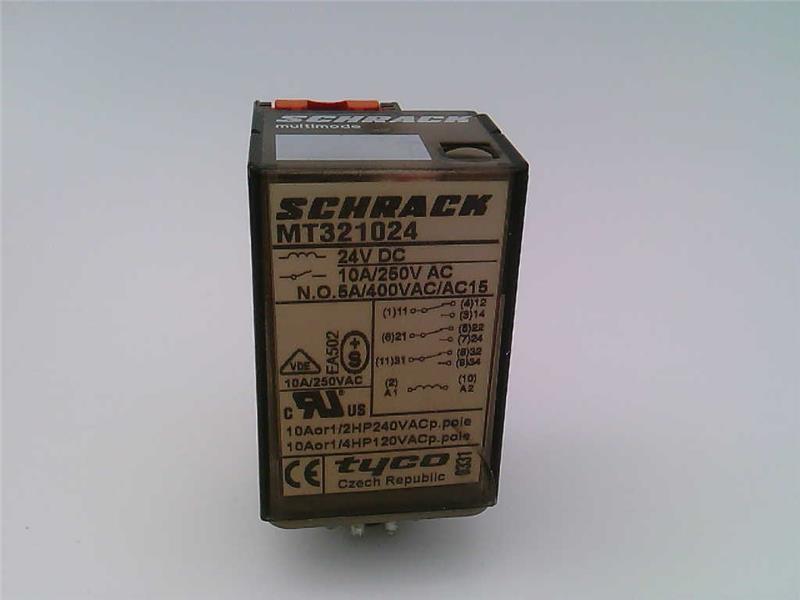 SCHRACK
multimode
SCHRACK
MT321024
24V DC
10A/250V AC
N.O.5A/400VAC/AC15
(1)11 (4)12
(3)14
(6)21 (5)22
(7)24
(11)31 (8)32
(9)34
(2) (10)
A1 A2
VDE
EA502
+S
10A/250VAC
C RU US
10Aor1/2HP240VACp.pole
10Aor1/4HP120VACp.pole
CE tyco
Czech Republic
0331